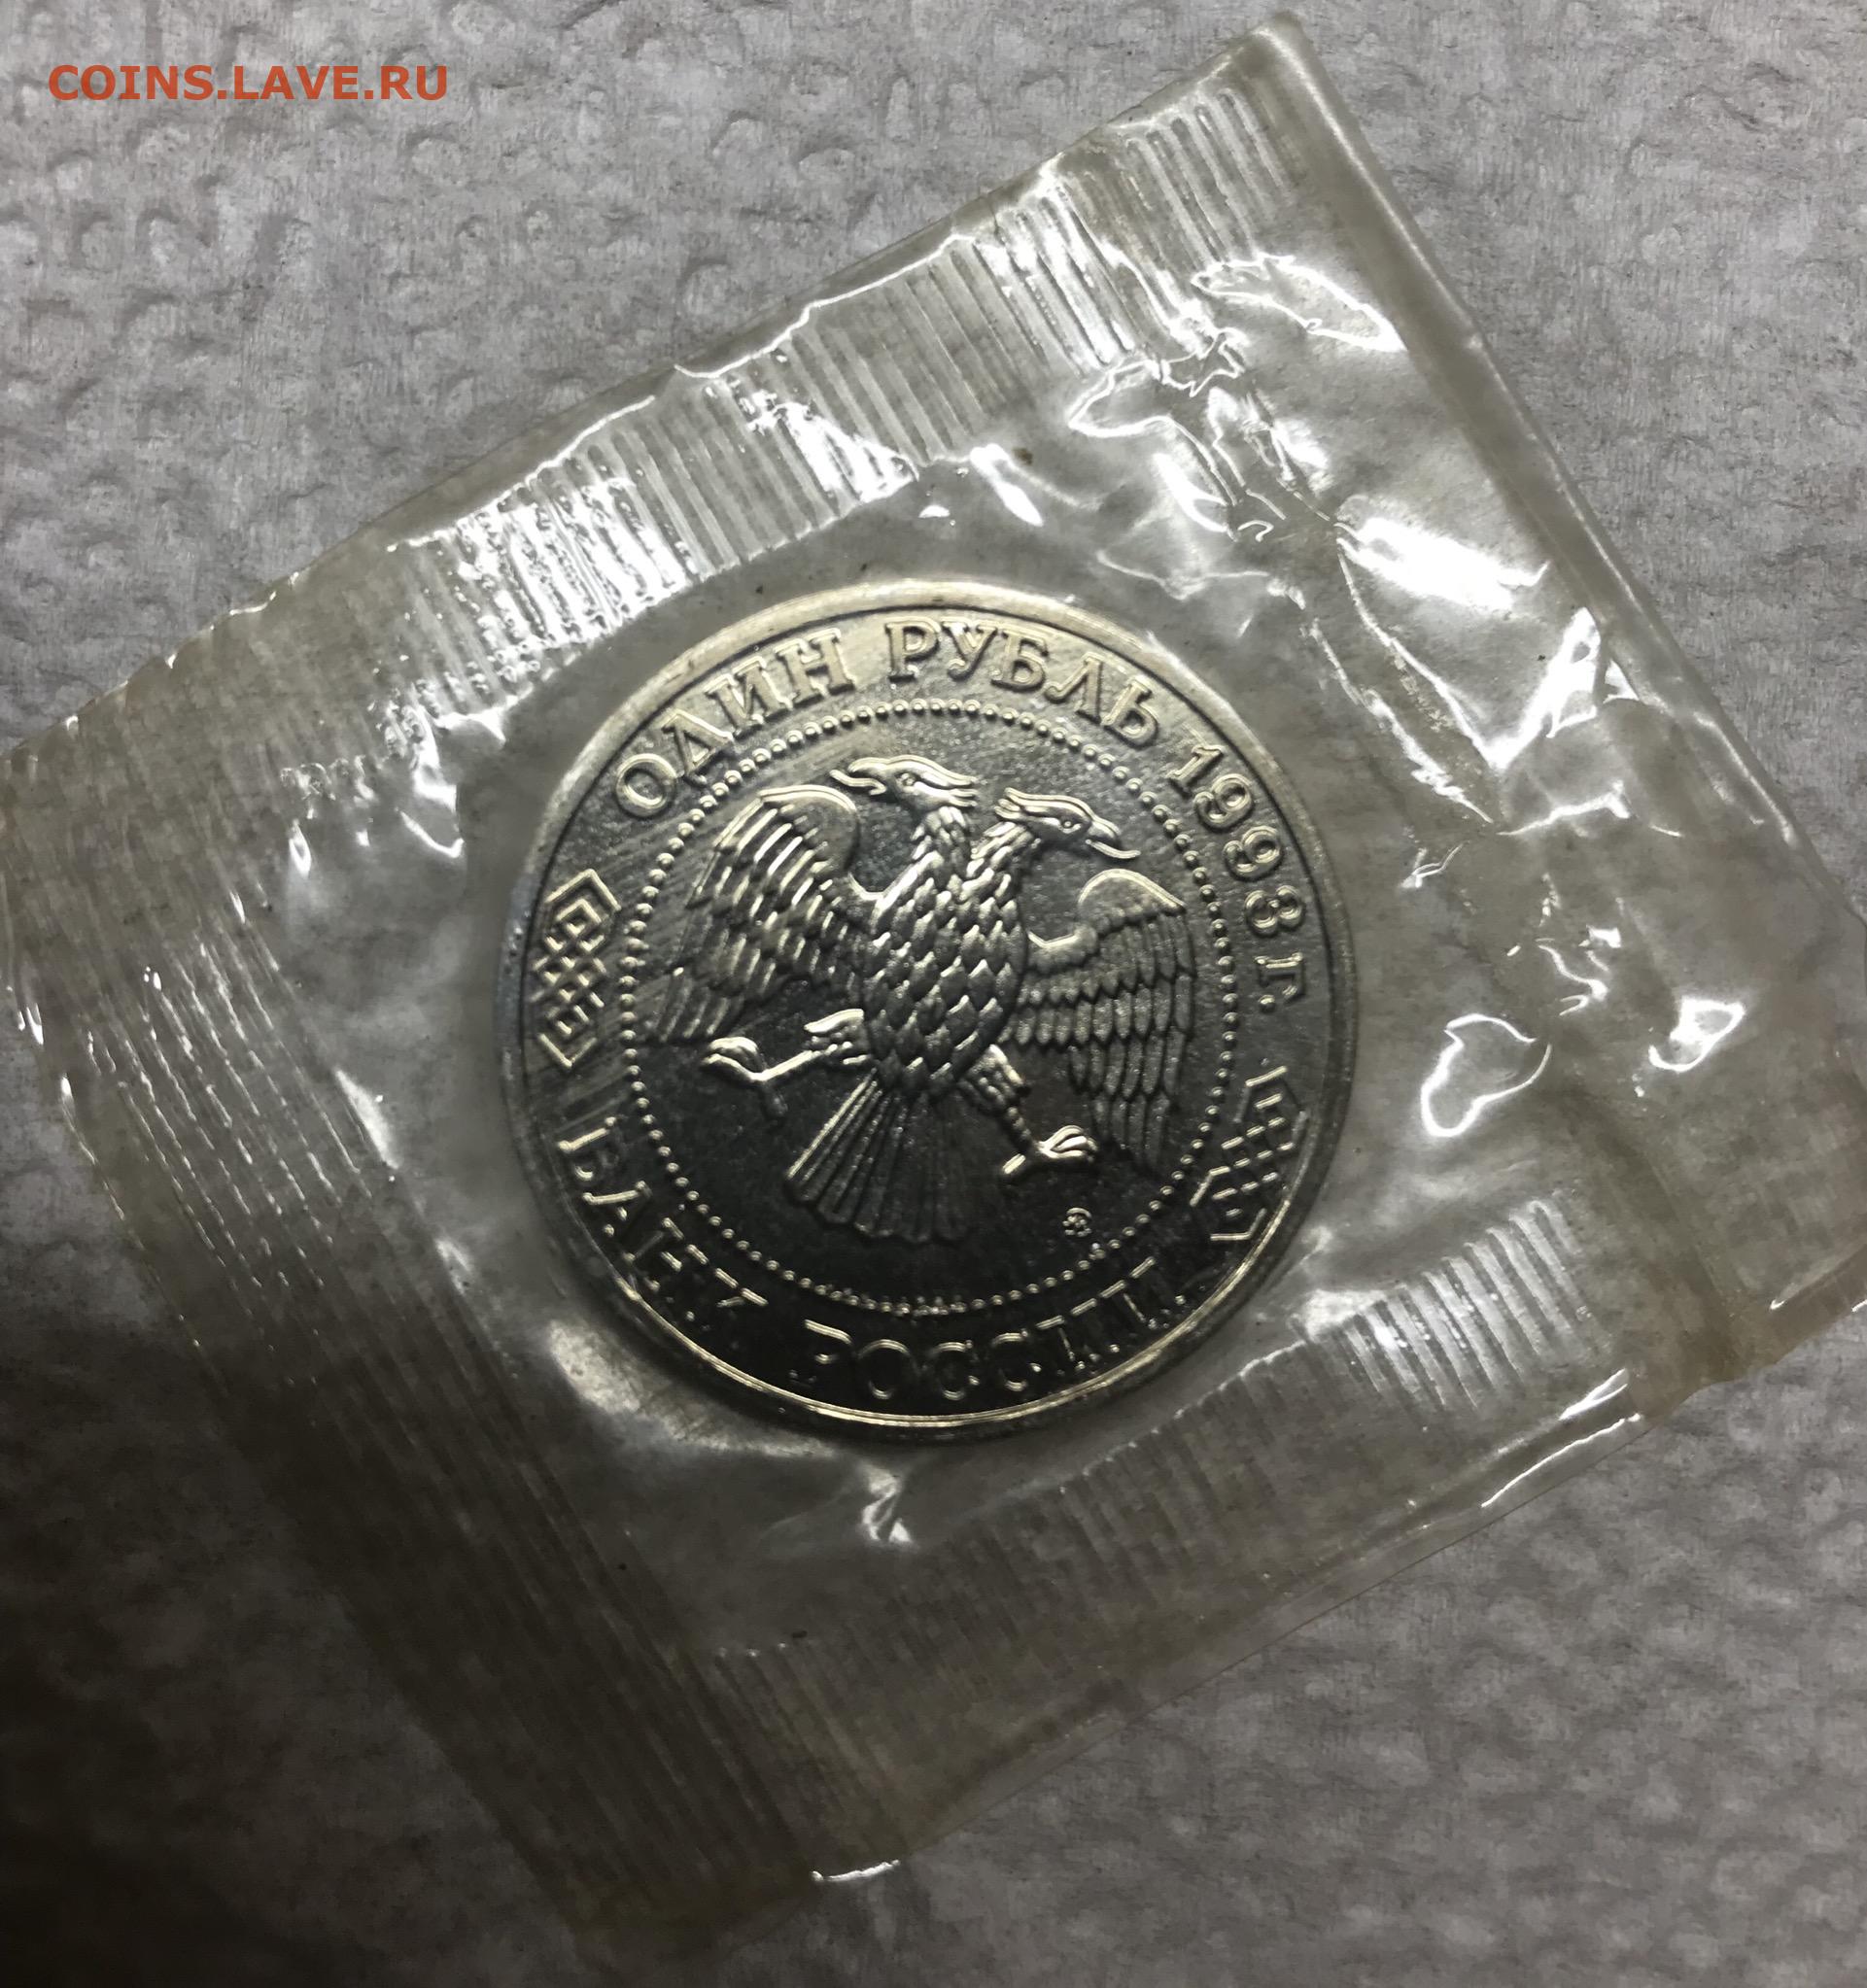 COINS.LAVE.RU
ОДИН РУБЛЬ 1993 г.
БАНК РОССИИ